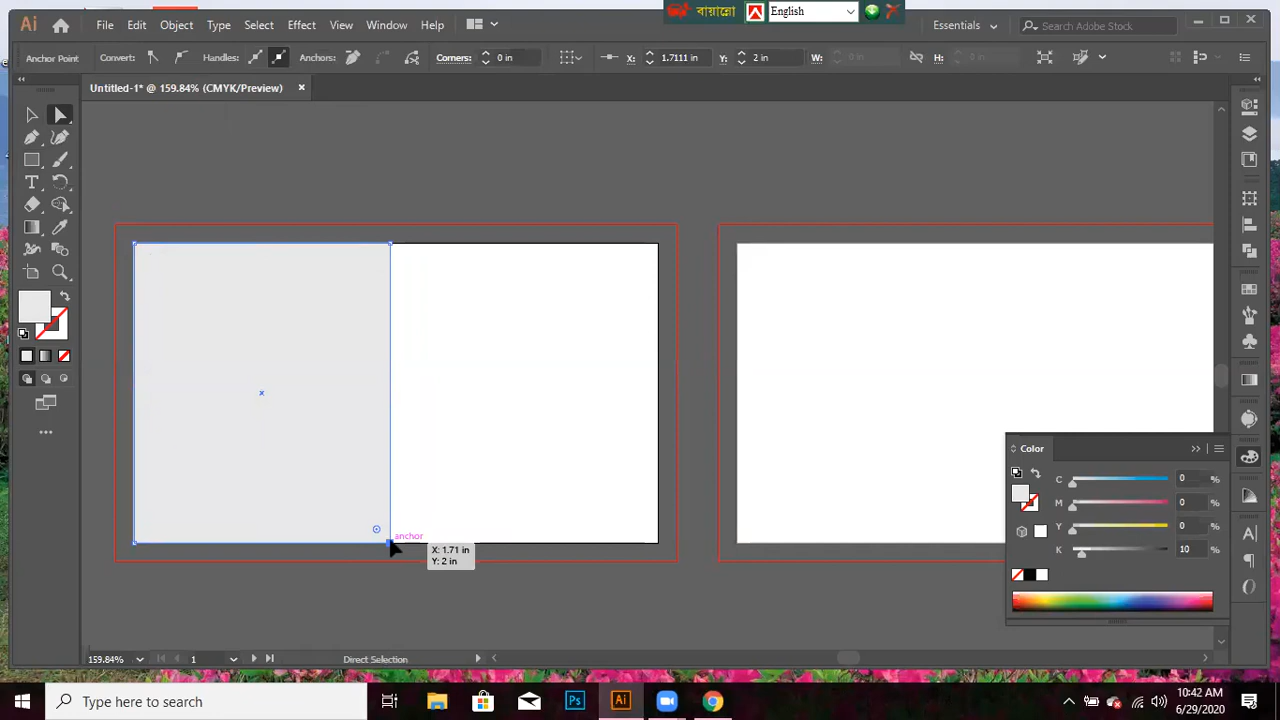 বায়ান্নো
English
Ai
File Edit Object Type Select Effect View Window Help
Essentials
Search Adobe Stock
Anchor Point
Convert:
Handles:
Anchors:
Corners:
0 in
X:
1.7111 in
Y:
2 in
W:
0 in
H:
0 in
Untitled-1* @ 159.84% (CMYK/Preview)
anchor
X: 1.71 in
Y: 2 in
Color
C 0 %
M 0 %
Y 0 %
K 10 %
159.84%
1
Direct Selection
Type here to search
Ps
Ai
10:42 AM
6/29/2020